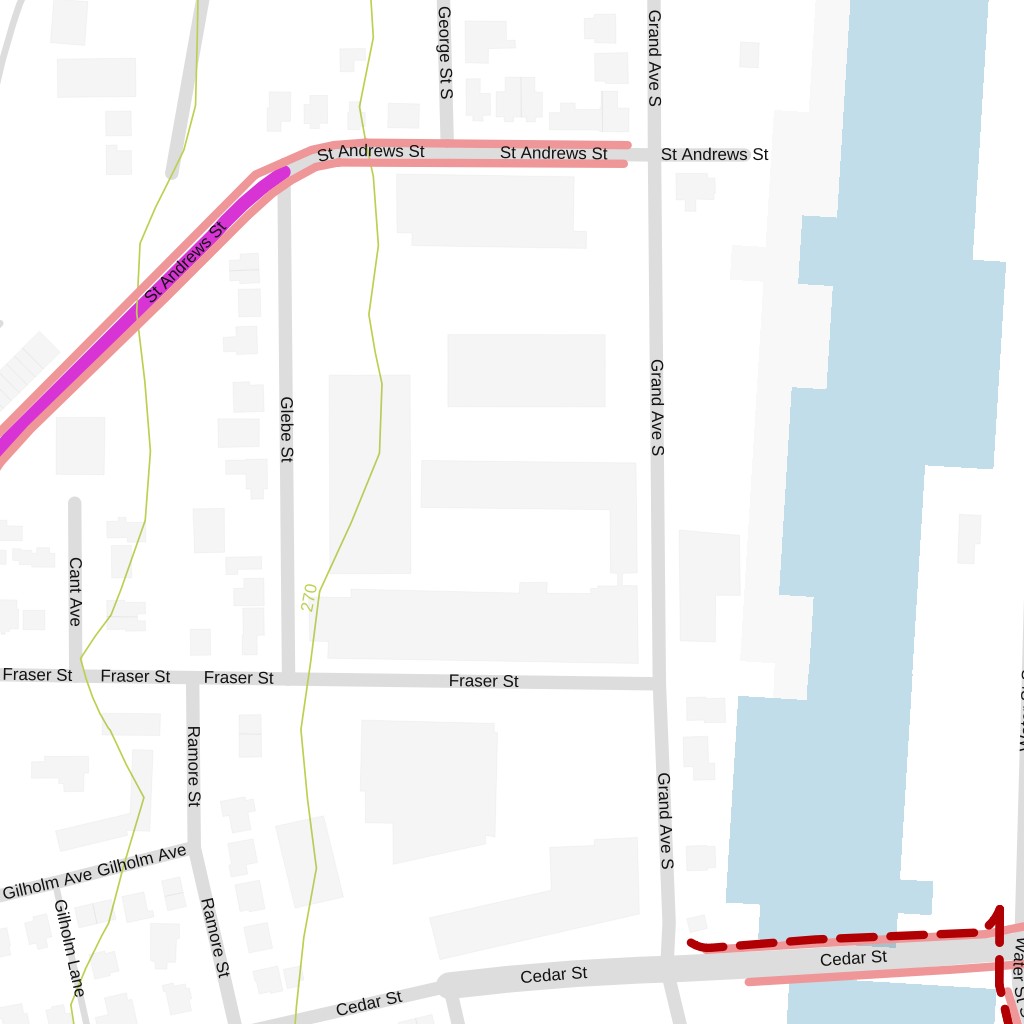 George St S
Grand Ave S
St Andrews St
St Andrews St
St Andrews St
St Andrews St
Glebe St
Grand Ave S
Cant Ave
270
Fraser St
Fraser St
Fraser St
Fraser St
Ramore St
Grand Ave S
Gilholm Ave
Gilholm Ave
Gilholm Lane
Ramore St
Cedar St
Cedar St
Cedar St
Water St S